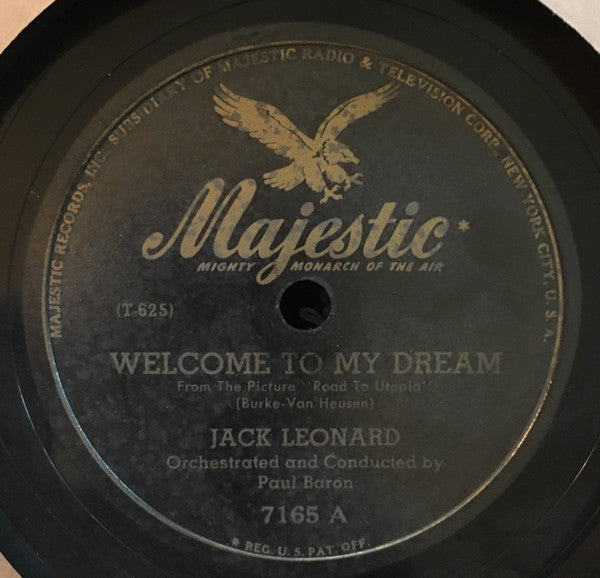 MAJESTIC RECORDS, INC., SUBSIDIARY OF MAJESTIC RADIO & TELEVISION CORP., NEW YORK CITY, U. S. A.
Majestic*
MIGHTY MONARCH OF THE AIR
(T-625)
WELCOME TO MY DREAM
From The Picture "Road To Utopia"
(Burke-Van Heusen)
JACK LEONARD
Orchestrated and Conducted by
Paul Baron
7165 A
* REG. U. S. PAT. OFF.